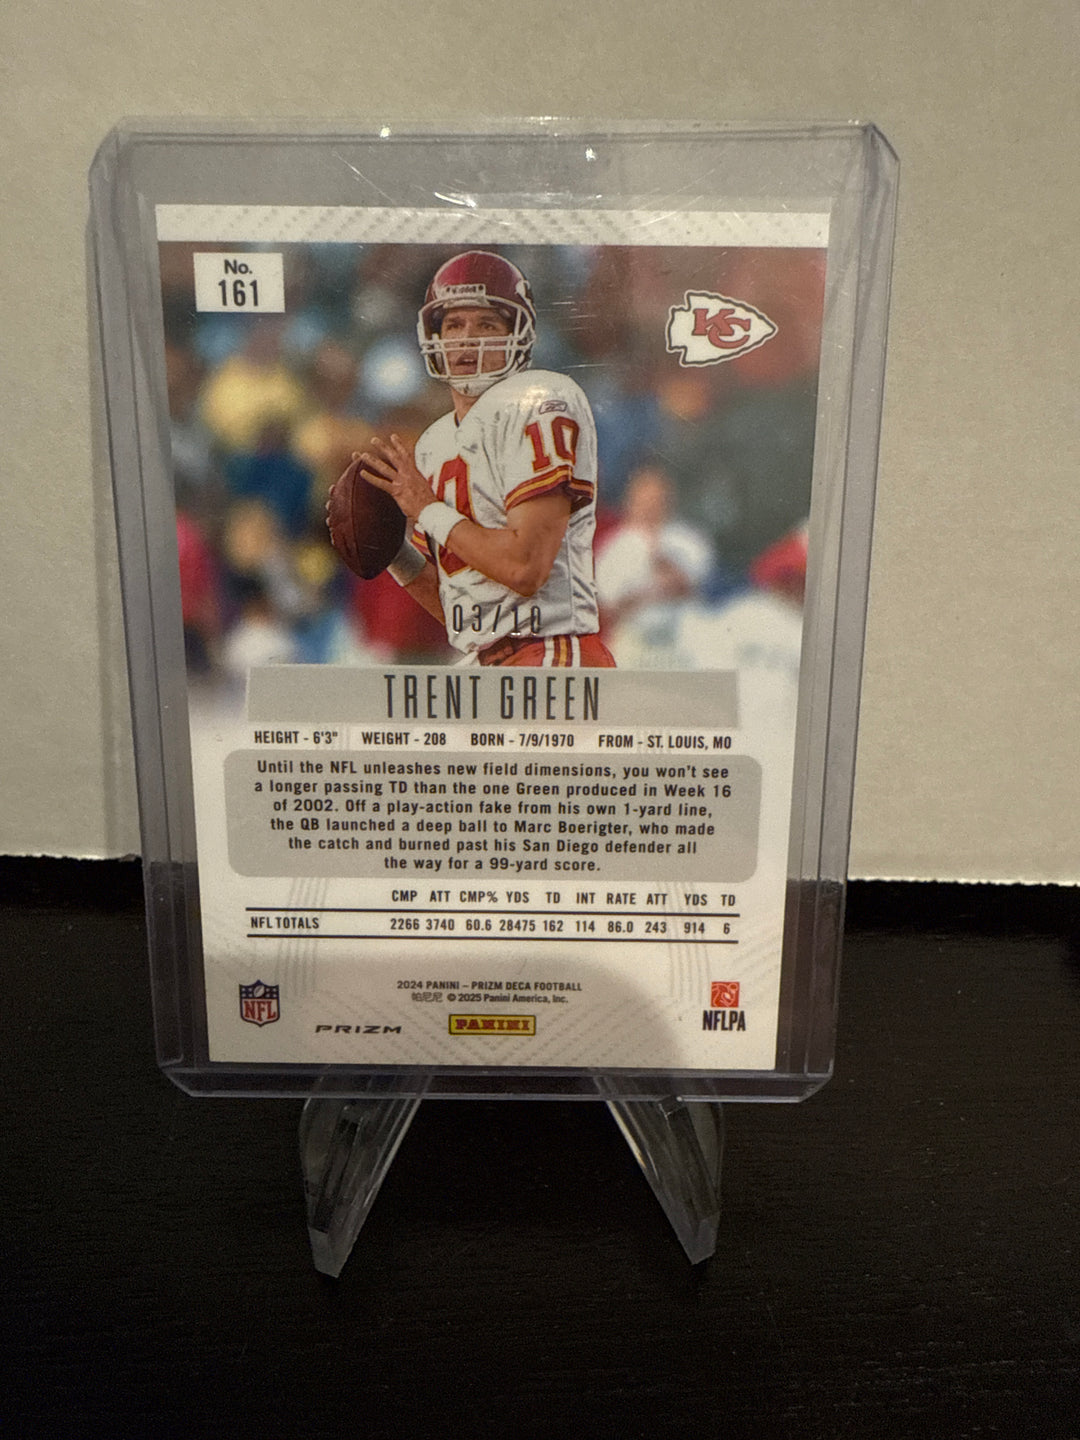 No.
161
KC
10
10
03/10
TRENT GREEN
HEIGHT - 6'3" WEIGHT - 208 BORN - 7/9/1970 FROM - ST. LOUIS, MO
Until the NFL unleashes new field dimensions, you won't see
a longer passing TD than the one Green produced in Week 16
of 2002. Off a play-action fake from his own 1-yard line,
the QB launched a deep ball to Marc Boerigter, who made
the catch and burned past his San Diego defender all
the way for a 99-yard score.
CMP ATT CMP% YDS TD INT RATE ATT YDS TD
NFL TOTALS 2266 3740 60.6 28475 162 114 86.0 243 914 6
2024 PANINI – PRIZM DECA FOOTBALL
帕尼尼 © 2025 Panini America, Inc.
NFL
PRIZM
PANINI
NFLPA